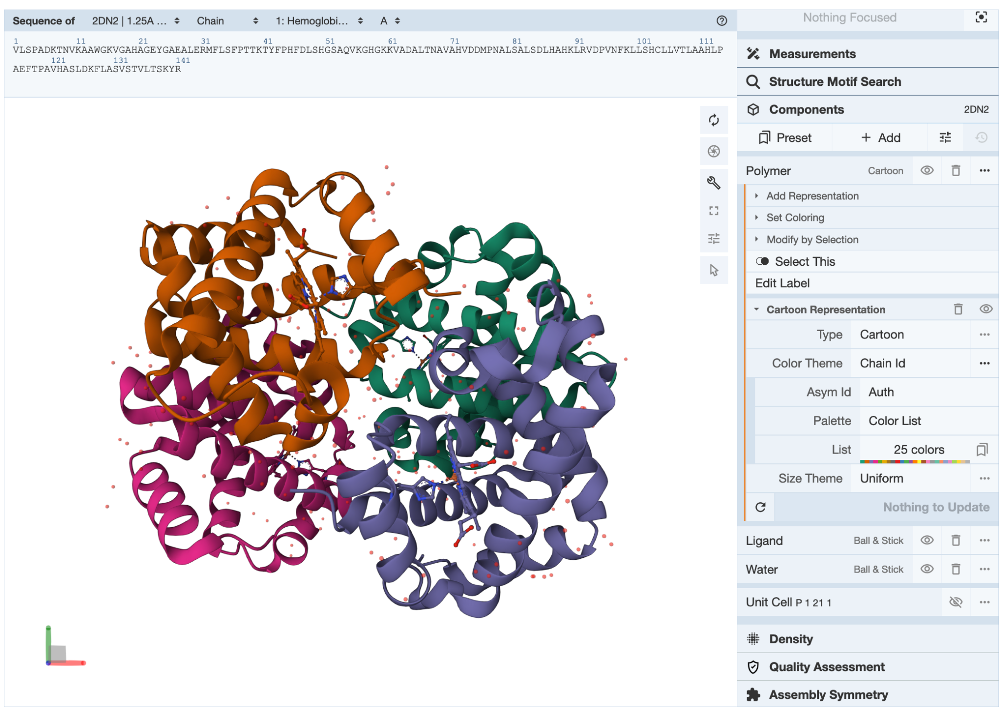 Sequence of 2DN2 | 1.25A ... Chain 1: Hemoglobi... A
1 11 21 31 41 51 61 71 81 91 101 111
VLSPADKTNVKAAWGKVGAHAGEYGAEALERMFLSFPTTKTYFPHFDLSHGSAQVKGHGKKVADALTNAVAHVDDMPNALSALSDLHAHKLRVDPVNFKLLSHCLLVTLAAHLP
121 131 141
AEFTPAVHASLDKFLASVSTVLTSKYR
Nothing Focused
Measurements
Structure Motif Search
Components 2DN2
Preset + Add
Polymer Cartoon
Add Representation
Set Coloring
Modify by Selection
Select This
Edit Label
Cartoon Representation
Type Cartoon
Color Theme Chain Id
Asym Id Auth
Palette Color List
List 25 colors
Size Theme Uniform
Nothing to Update
Ligand Ball & Stick
Water Ball & Stick
Unit Cell P 1 21 1
Density
Quality Assessment
Assembly Symmetry